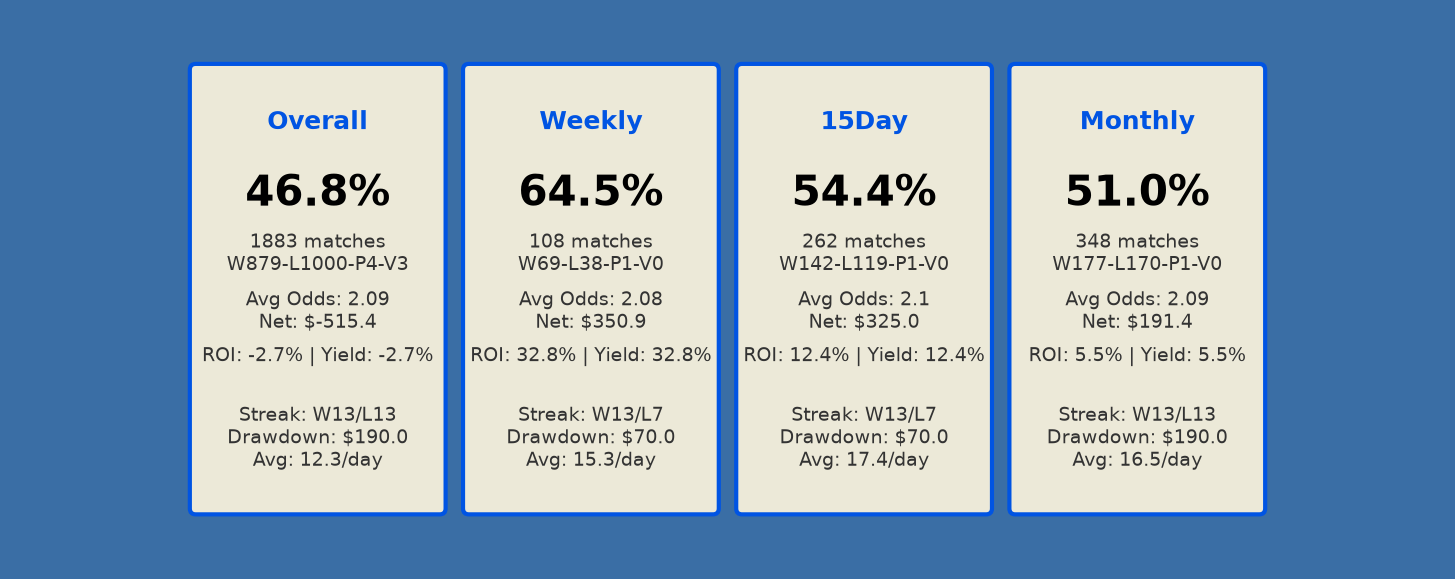 Overall
46.8%
1883 matches
W879-L1000-P4-V3
Avg Odds: 2.09
Net: $-515.4
ROI: -2.7% | Yield: -2.7%
Streak: W13/L13
Drawdown: $190.0
Avg: 12.3/day
Weekly
64.5%
108 matches
W69-L38-P1-V0
Avg Odds: 2.08
Net: $350.9
ROI: 32.8% | Yield: 32.8%
Streak: W13/L7
Drawdown: $70.0
Avg: 15.3/day
15Day
54.4%
262 matches
W142-L119-P1-V0
Avg Odds: 2.1
Net: $325.0
ROI: 12.4% | Yield: 12.4%
Streak: W13/L7
Drawdown: $70.0
Avg: 17.4/day
Monthly
51.0%
348 matches
W177-L170-P1-V0
Avg Odds: 2.09
Net: $191.4
ROI: 5.5% | Yield: 5.5%
Streak: W13/L13
Drawdown: $190.0
Avg: 16.5/day